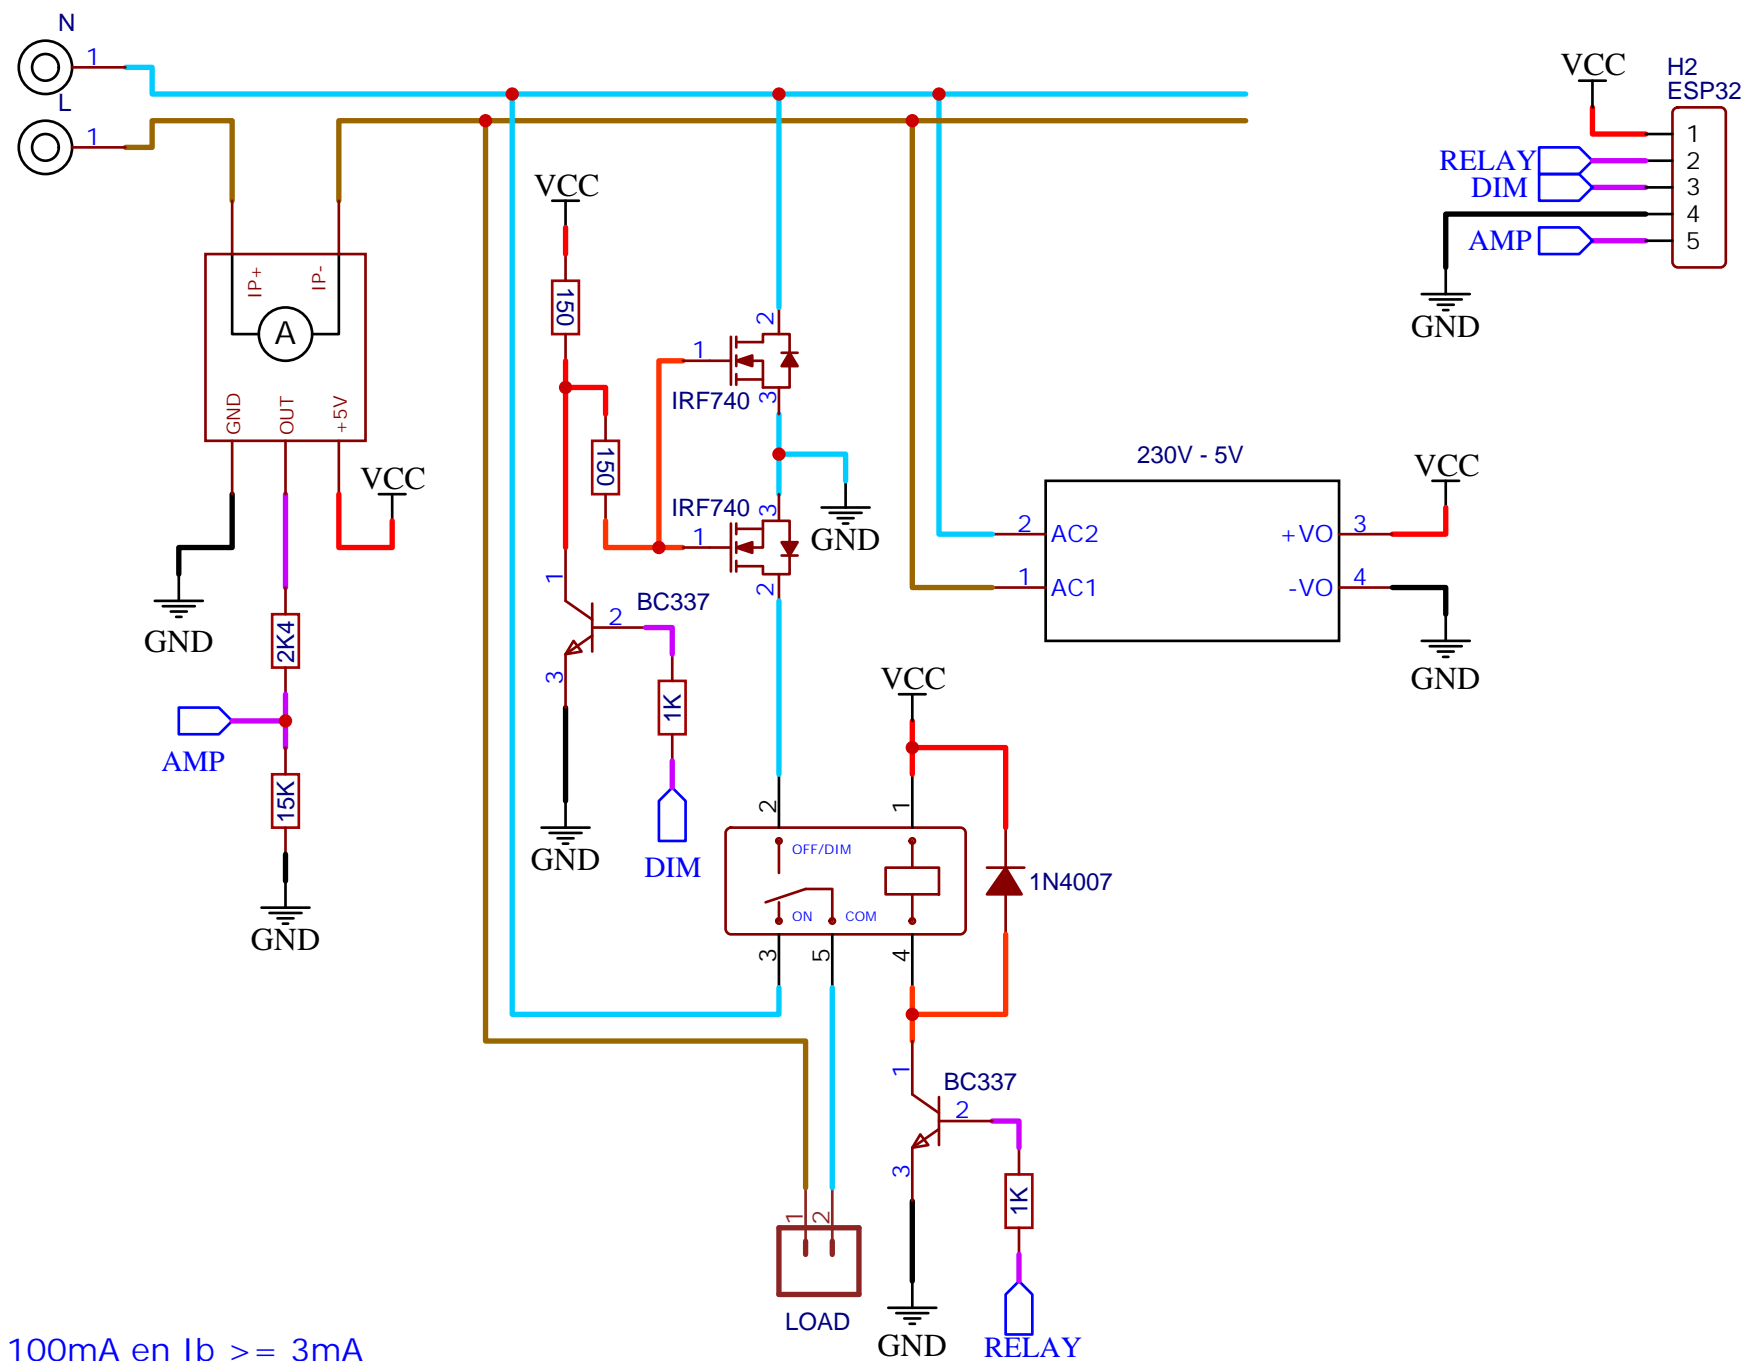 N
1
L
1
VCC
H2
ESP32
1
RELAY
2
DIM
3
4
AMP
5
GND
VCC
150
IP+
IP-
A
GND
OUT
+5V
VCC
GND
2K4
AMP
15K
GND
2
1
IRF740
3
150
IRF740
3
1
2
GND
1
BC337
2
3
1K
GND
DIM
230V - 5V
2
AC2
1
AC1
+VO
3
-VO
4
VCC
GND
VCC
2
1
OFF/DIM
ON
COM
1N4007
3
5
4
1
BC337
2
3
1K
GND
RELAY
1
2
LOAD
100mA en Ib >= 3mA